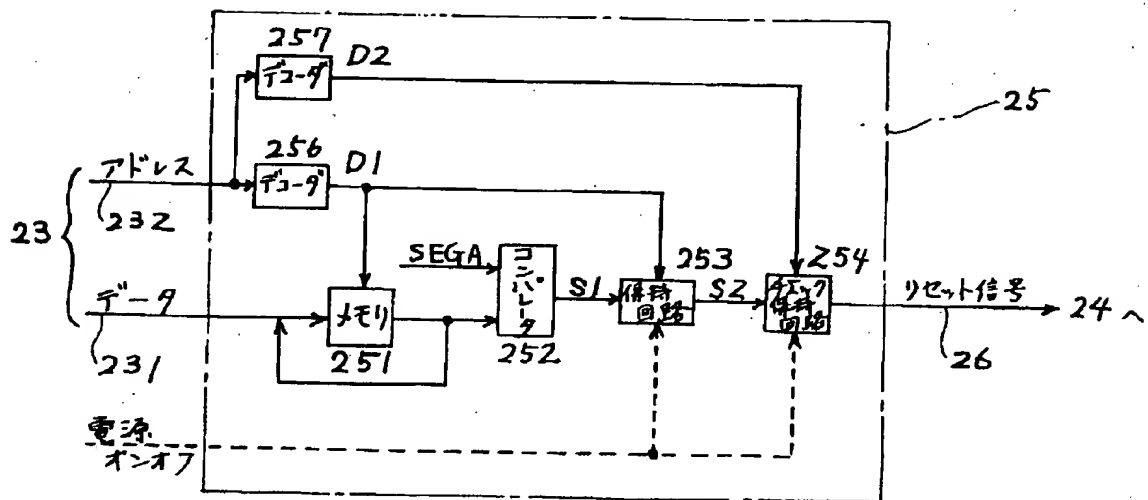 257
D2
デコーダ
25
256
D1
アドレス
デコーダ
232
23
SEGA
コンパレータ
253
254
データ
メモリ
S1
保持
回路
S2
チェック
保持
回路
リセット信号
24へ
231
251
252
26
電源
オンオフ